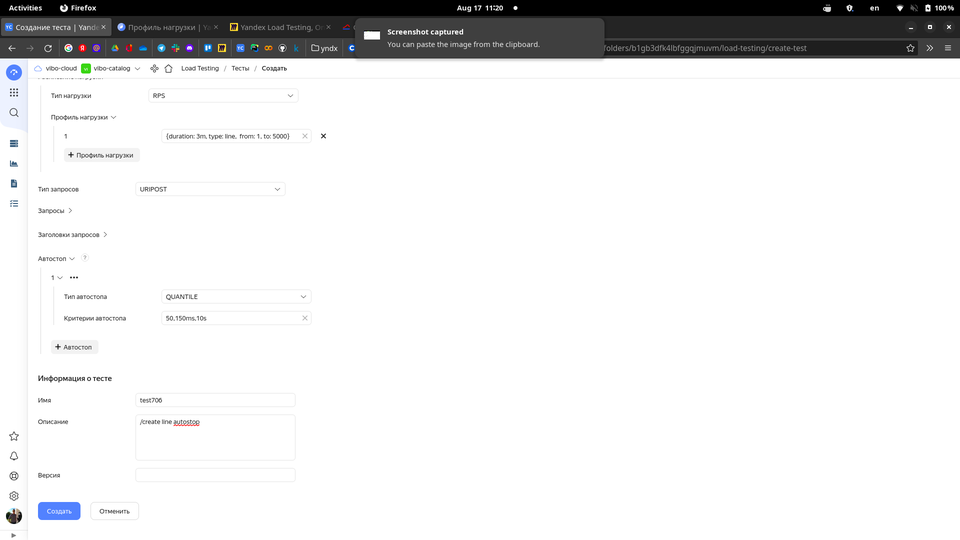 Activities
Firefox
Aug 17 11:20
en
100 %
Создание теста | Yande
Профиль нагрузки |
Yandex Load Testing, Or
Screenshot captured
You can paste the image from the clipboard.
yndx
folders/b1gb3dfk4lbfggqjmuvm/load-testing/create-test
vibo-cloud
vi
vibo-catalog
Load Testing / Тесты / Создать
Тип нагрузки
RPS
Профиль нагрузки
1
{duration: 3m, type: line, from: 1, to: 5000}
+ Профиль нагрузки
Тип запросов
URIPOST
Запросы
Заголовки запросов
Автостоп
?
1
Тип автостопа
QUANTILE
Критерии автостопа
50,150ms,10s
+ Автостоп
Информация о тесте
Имя
test706
Описание
/create line autostop
Версия
Создать
Отменить